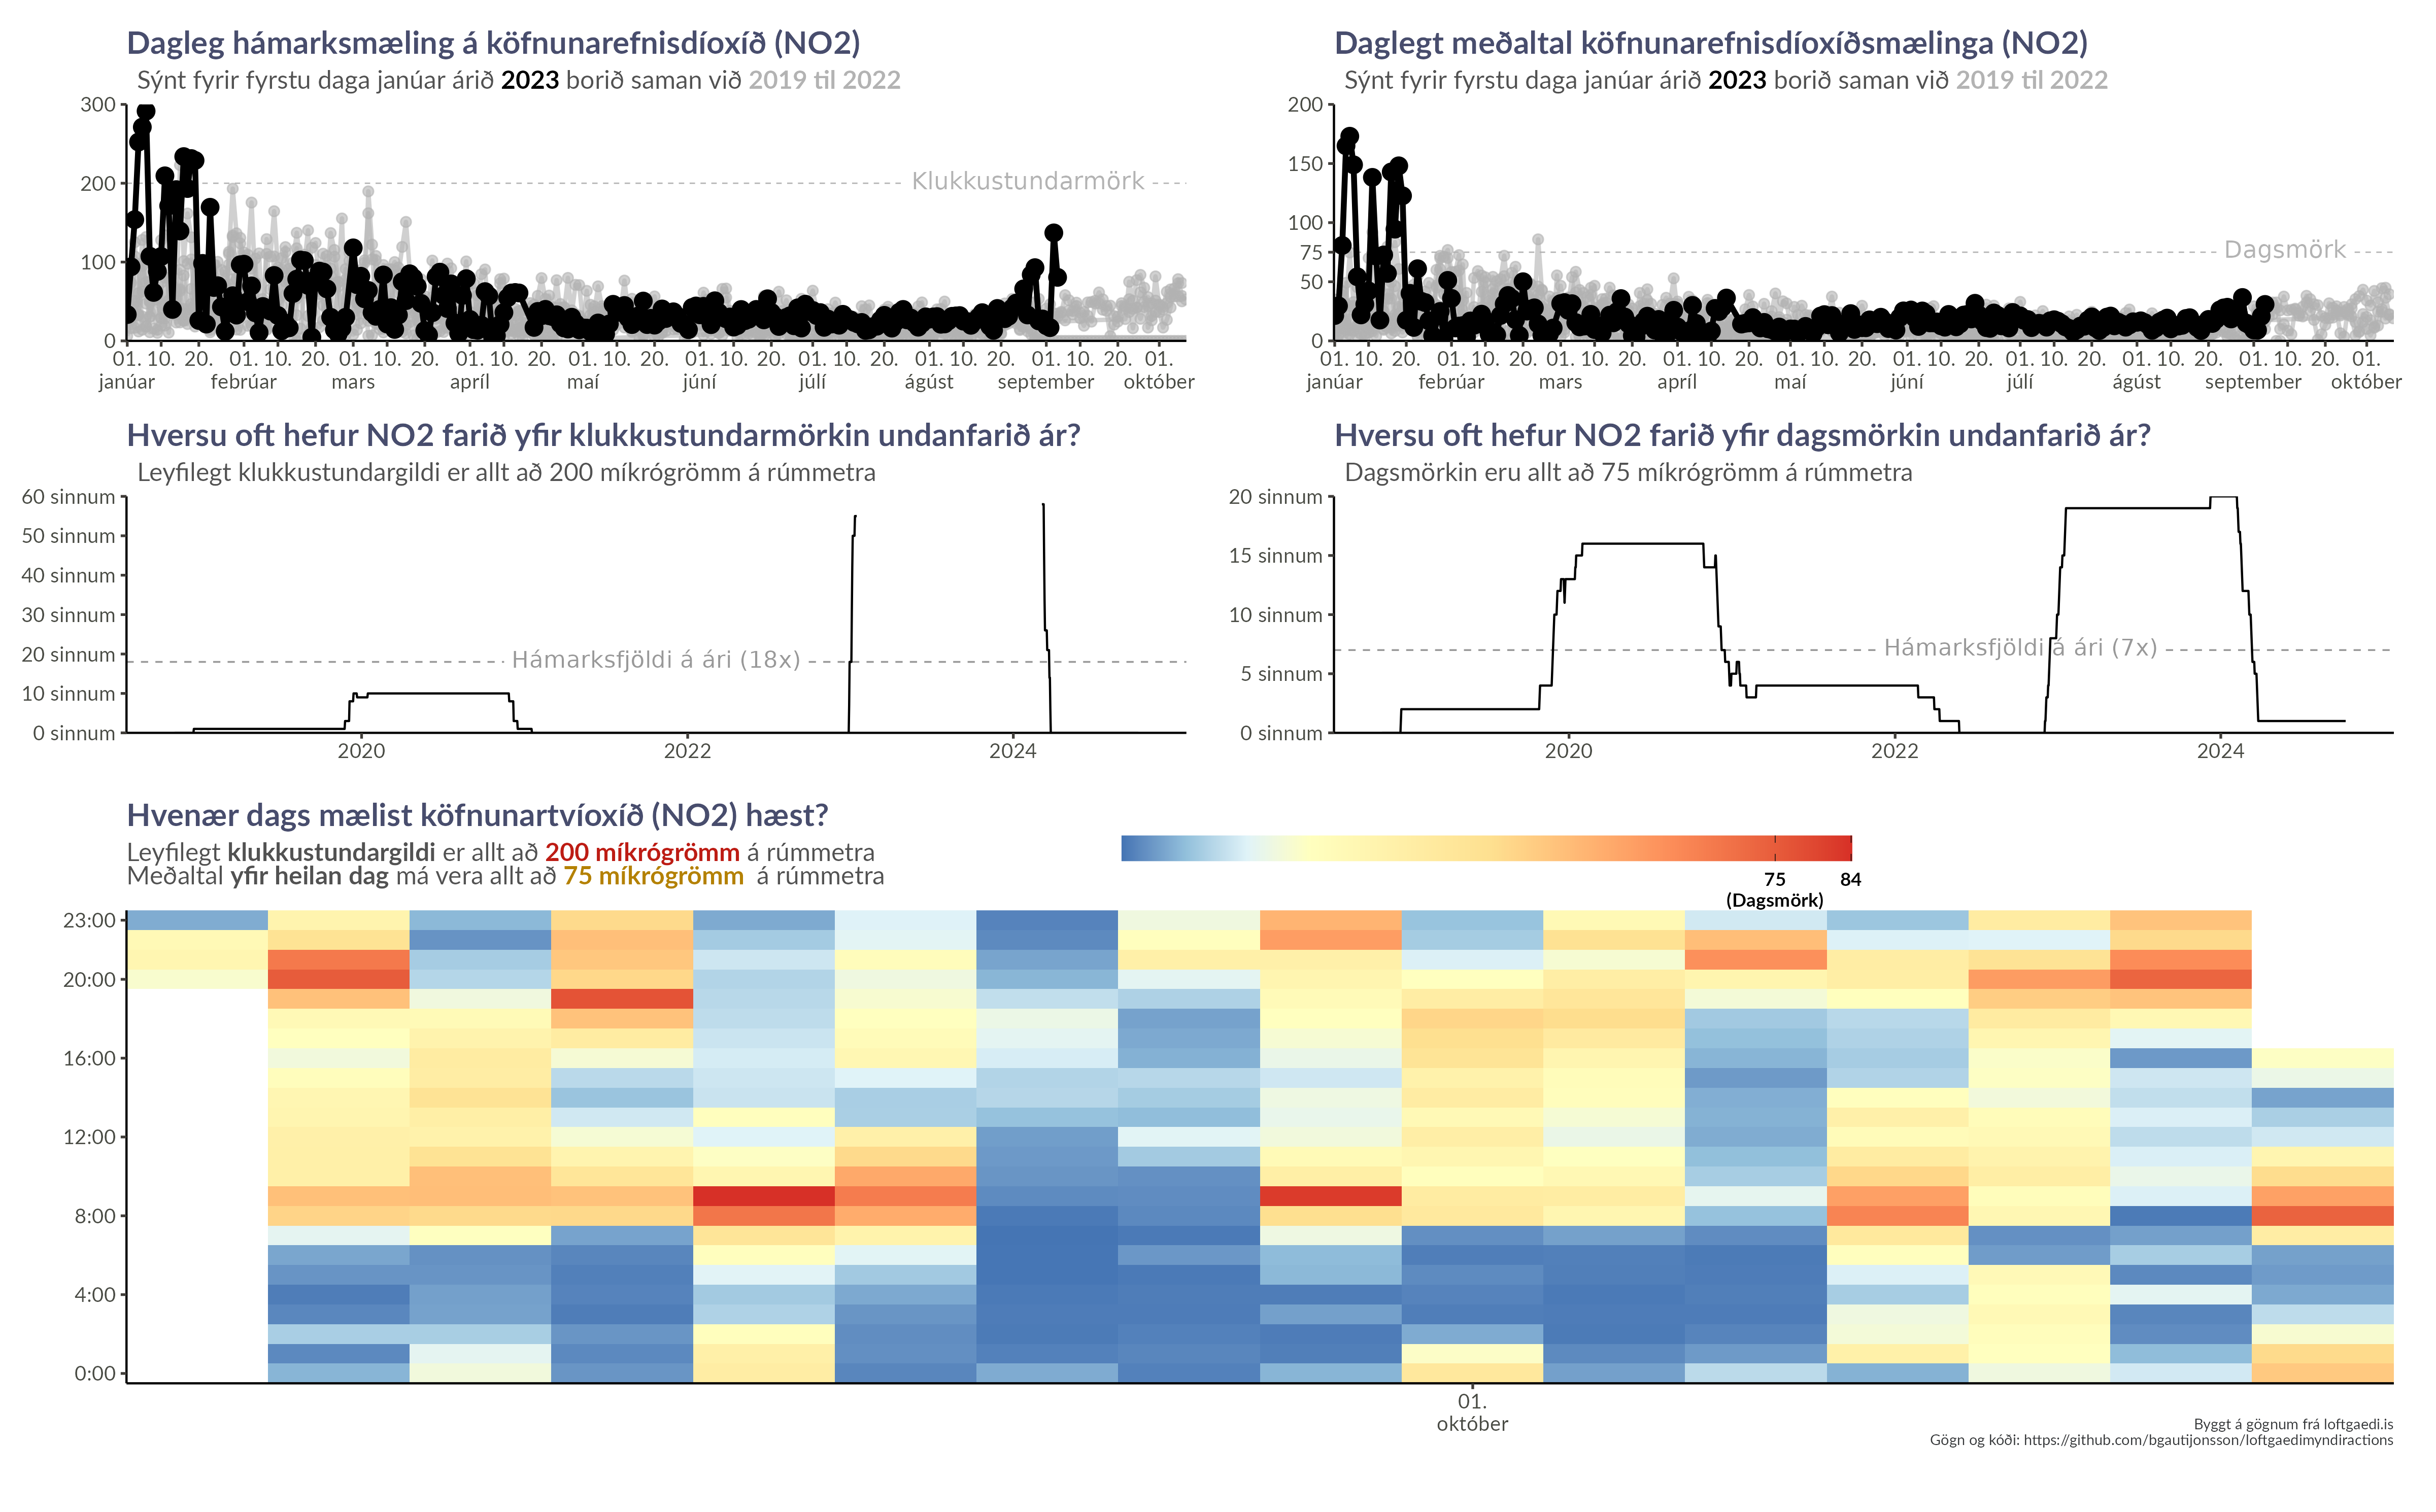 Dagleg hámarksmæling á köfnunarefnisdíoxíð (NO2)
Sýnt fyrir fyrstu daga janúar árið 2023 borið saman við 2019 til 2022
300
200
100
0
Klukkustundarmörk
01. 10. 20. 01. 10. 20. 01. 10. 20. 01. 10. 20. 01. 10. 20. 01. 10. 20. 01. 10. 20. 01. 10. 20. 01. 10. 20. 01.
janúar febrúar mars apríl maí júní júlí ágúst september október
Daglegt meðaltal köfnunarefnisdíoxíðsmælinga (NO2)
Sýnt fyrir fyrstu daga janúar árið 2023 borið saman við 2019 til 2022
200
150
100
75
50
0
Dagsmörk
01. 10. 20. 01. 10. 20. 01. 10. 20. 01. 10. 20. 01. 10. 20. 01. 10. 20. 01. 10. 20. 01. 10. 20. 01. 10. 20. 01.
janúar febrúar mars apríl maí júní júlí ágúst september október
Hversu oft hefur NO2 farið yfir klukkustundarmörkin undanfarið ár?
Leyfilegt klukkustundargildi er allt að 200 míkrógrömm á rúmmetra
60 sinnum
50 sinnum
40 sinnum
30 sinnum
20 sinnum
10 sinnum
0 sinnum
Hámarksfjöldi á ári (18x)
2020 2022 2024
Hversu oft hefur NO2 farið yfir dagsmörkin undanfarið ár?
Dagsmörkin eru allt að 75 míkrógrömm á rúmmetra
20 sinnum
15 sinnum
10 sinnum
5 sinnum
0 sinnum
Hámarksfjöldi á ári (7x)
2020 2022 2024
Hvenær dags mælist köfnunartvíoxíð (NO2) hæst?
Leyfilegt klukkustundargildi er allt að 200 míkrógrömm á rúmmetra
Meðaltal yfir heilan dag má vera allt að 75 míkrógrömm á rúmmetra
75 84
(Dagsmörk)
23:00
20:00
16:00
12:00
8:00
4:00
0:00
01.
október
Byggt á gögnum frá loftgaedi.is
Gögn og kóði: https://github.com/bgautijonsson/loftgaedimyndiractions